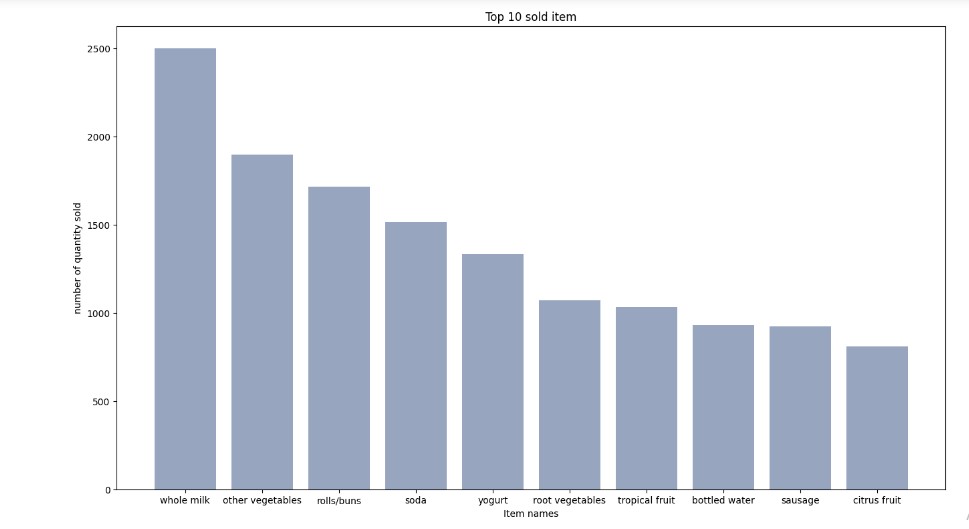 Top 10 sold item
number of quantity sold
2500
2000
1500
1000
500
0
whole milk other vegetables rolls/buns soda yogurt root vegetables tropical fruit bottled water sausage citrus fruit
Item names